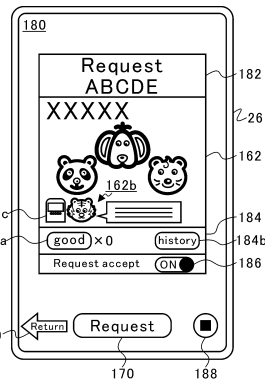 180
Request
ABCDE
182
XXXXX
26
162
162b
c
184
a
good ×0
history
184b
Request accept
ON
186
Return
Request
170
188